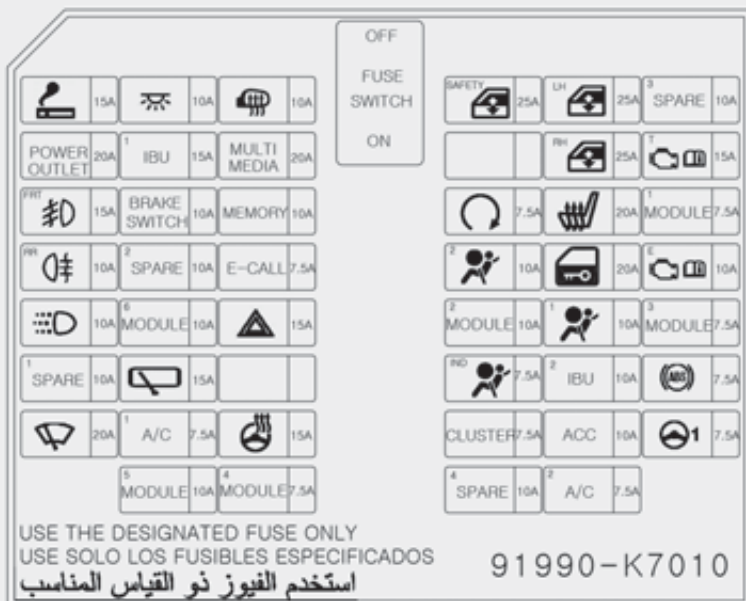 OFF
FUSE
SWITCH
ON
15A 10A 10A
SAFETY 25A LH 25A 3 SPARE 10A
POWER OUTLET 20A 1 IBU 15A MULTI MEDIA 20A
RH 25A T 15A
FRT 15A BRAKE SWITCH 10A MEMORY 10A
7.5A 20A 1 MODULE 7.5A
RR 10A 2 SPARE 10A E-CALL 7.5A
2 10A 20A E 10A
10A 6 MODULE 10A 15A
2 MODULE 10A 1 10A 3 MODULE 7.5A
1 SPARE 10A 15A
IND 7.5A 2 IBU 10A ABS 7.5A
20A 1 A/C 7.5A 15A
CLUSTER 7.5A ACC 10A 1 7.5A
5 MODULE 10A 4 MODULE 7.5A
4 SPARE 10A 2 A/C 7.5A
USE THE DESIGNATED FUSE ONLY
USE SOLO LOS FUSIBLES ESPECIFICADOS
استخدم الفيوز ذو القياس المناسب
91990-K7010